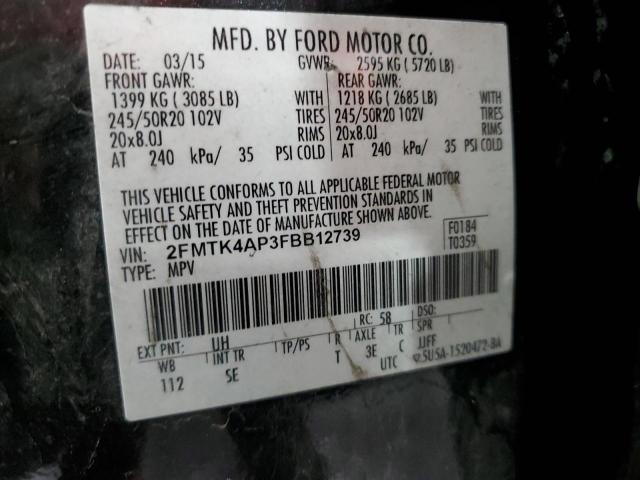 MFD. BY FORD MOTOR CO.
DATE: 03/15 GVWR: 2595 KG ( 5720 LB)
FRONT GAWR: REAR GAWR:
1399 KG ( 3085 LB) WITH 1218 KG ( 2685 LB) WITH
245/50R20 102V TIRES 245/50R20 102V TIRES
20x8.0J RIMS 20x8.0J RIMS
AT 240 kPa/ 35 PSI COLD AT 240 kPa/ 35 PSI COLD
THIS VEHICLE CONFORMS TO ALL APPLICABLE FEDERAL MOTOR
VEHICLE SAFETY AND THEFT PREVENTION STANDARDS IN
EFFECT ON THE DATE OF MANUFACTURE SHOWN ABOVE.
VIN: 2FMTK4AP3FBB12739 F0184
TYPE: MPV T0359
EXT PNT: UH RC: 58 DSO:
WB INT TR TP/PS R AXLE TR SPR
112 SE T 3E C JJFF
UTC 5U5A-1520472-BA